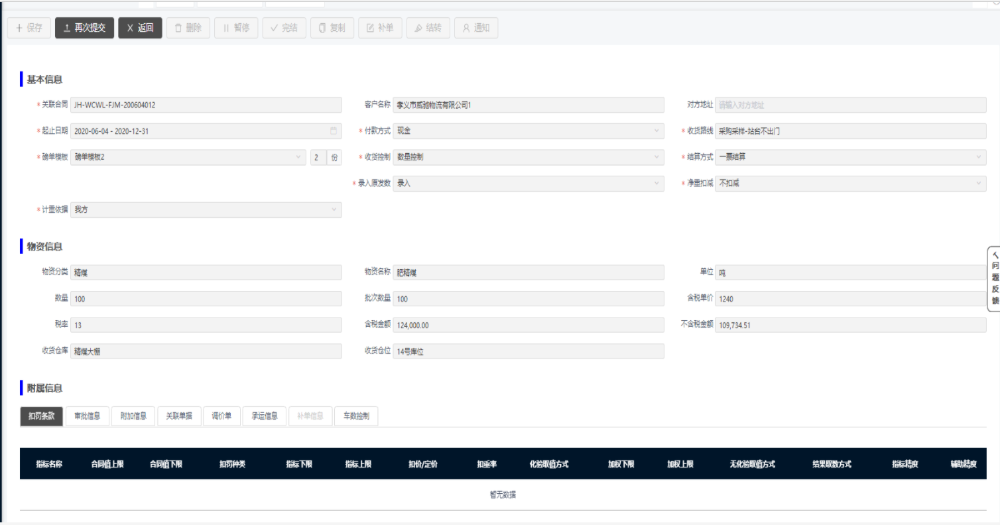 保存 再次提交 X 返回 删除 暂停 完结 复制 补单 结转 通知
基本信息
* 关联合同 JH-WCWL-FJM-200604012 客户名称 孝义市威驰物流有限公司1 对方地址 请输入对方地址
* 起止日期 2020-06-04 - 2020-12-31 * 付款方式 现金 * 收货路线 采购采样-站台不出门
* 磅单模板 磅单模板2 2 份 * 收货控制 数量控制 * 结算方式 一票结算
* 录入原发数 录入 * 净重扣减 不扣减
* 计重依据 我方
物资信息
物资分类 精煤 物资名称 肥精煤 单位 吨
数量 100 批次数量 100 含税单价 1240
税率 13 含税金额 124,000.00 不含税金额 109,734.51
收货仓库 精煤大棚 收货仓位 14号库位
问题反馈
附属信息
扣罚条款 审批信息 附加信息 关联单据 调价单 承运信息 补单信息 车数控制
指标名称 合同值上限 合同值下限 扣罚种类 指标下限 指标上限 扣价/定价 扣重率 化验取值方式 加权下限 加权上限 无化验取值方式 结果取数方式 指标精度 辅助精度
暂无数据